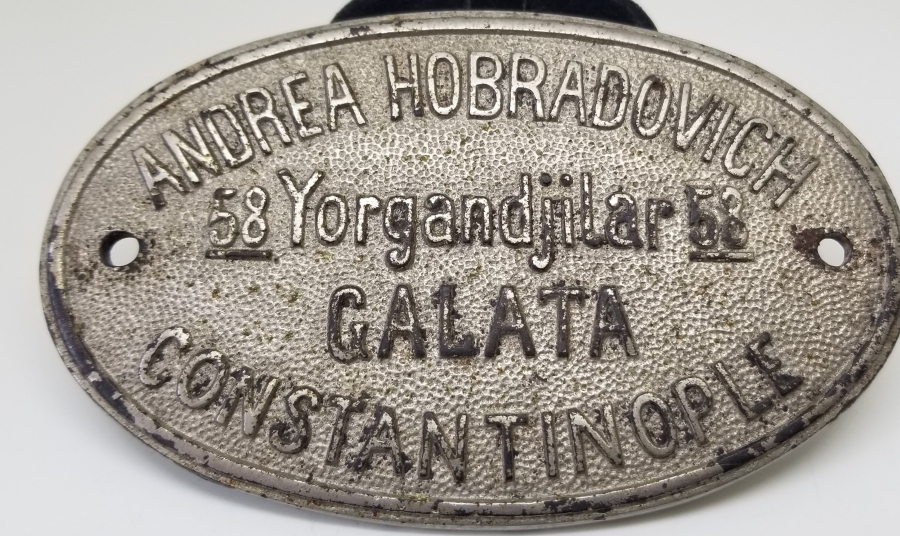 ANDREA HOBRADOVICH
58 Yorgandjilar 58
GALATA
CONSTANTINOPLE